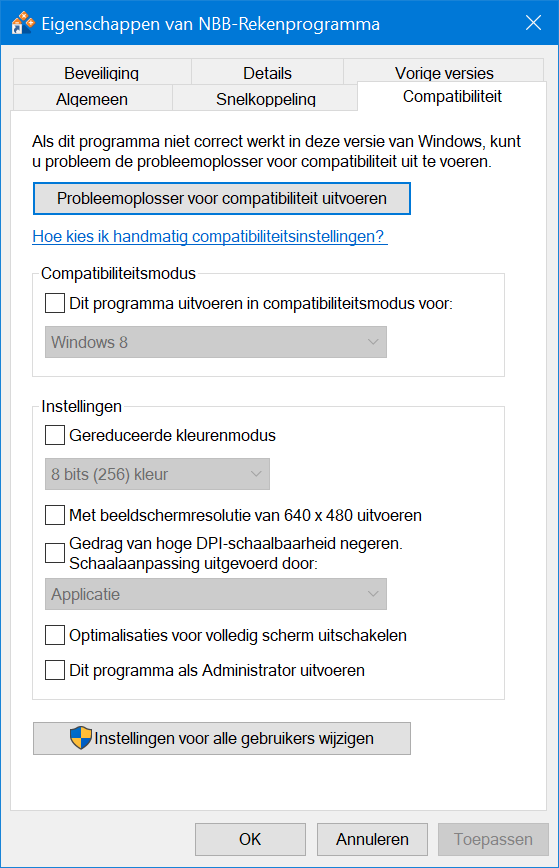 Eigenschappen van NBB-Rekenprogramma
Beveiliging
Details
Vorige versies
Algemeen
Snelkoppeling
Compatibiliteit
Als dit programma niet correct werkt in deze versie van Windows, kunt
u probleem de probleemoplosser voor compatibiliteit uit te voeren.
Probleemoplosser voor compatibiliteit uitvoeren
Hoe kies ik handmatig compatibiliteitsinstellingen?
Compatibiliteitsmodus
Dit programma uitvoeren in compatibiliteitsmodus voor:
Windows 8
Instellingen
Gereduceerde kleurenmodus
8 bits (256) kleur
Met beeldschermresolutie van 640 x 480 uitvoeren
Gedrag van hoge DPI-schaalbaarheid negeren.
Schaalaanpassing uitgevoerd door:
Applicatie
Optimalisaties voor volledig scherm uitschakelen
Dit programma als Administrator uitvoeren
Instellingen voor alle gebruikers wijzigen
OK
Annuleren
Toepassen